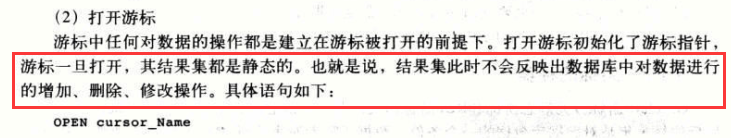 （2）打开游标
游标中任何对数据的操作都是建立在游标被打开的前提下。打开游标初始化了游标指针，
游标一旦打开，其结果集都是静态的。也就是说，结果集此时不会反映出数据库中对数据进行
的增加、删除、修改操作。具体语句如下：
OPEN cursor_Name